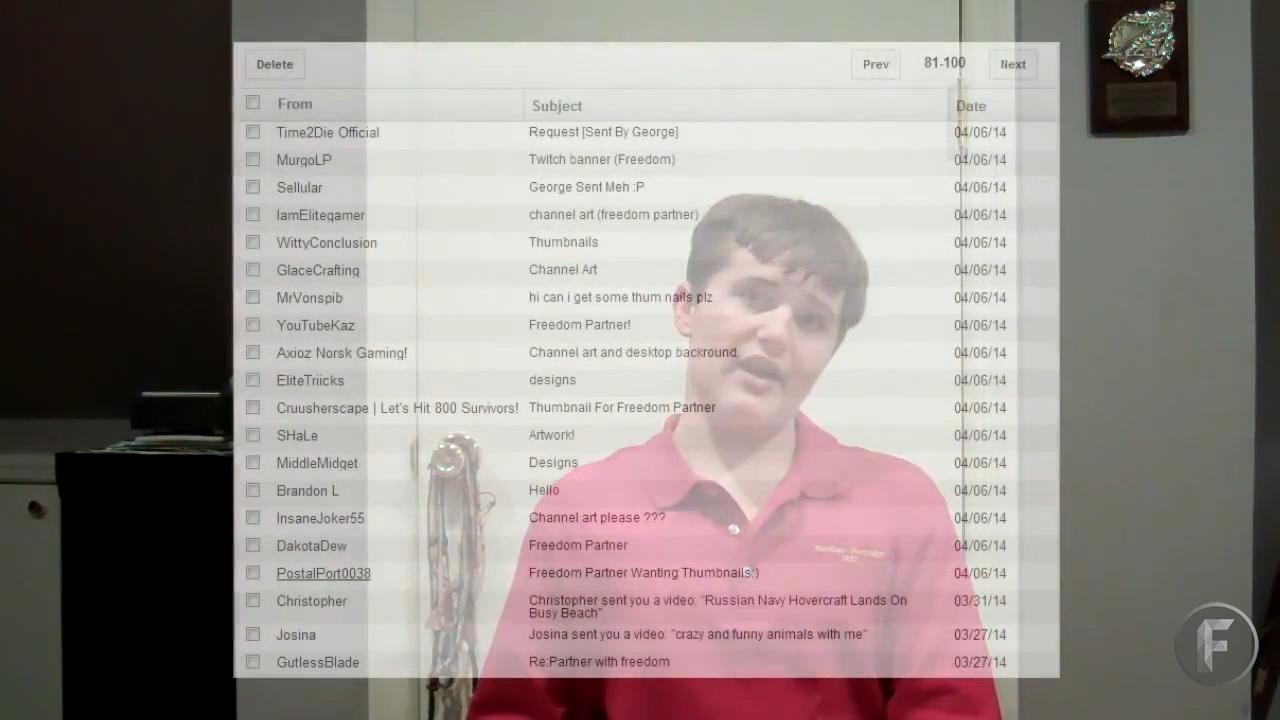 Delete
Prev 81-100 Next
From Subject Date
Time2Die Official Request [Sent By George] 04/06/14
MurgoLP Twitch banner (Freedom) 04/06/14
Sellular George Sent Meh :P 04/06/14
IamElitegamer channel art (freedom partner) 04/06/14
WittyConclusion Thumbnails 04/06/14
GlaceCrafting Channel Art 04/06/14
MrVonspib hi can i get some thum nails plz 04/06/14
YouTubeKaz Freedom Partner! 04/06/14
Axioz Norsk Gaming! Channel art and desktop backround. 04/06/14
EliteTriicks designs 04/06/14
Cruusherscape | Let's Hit 800 Survivors! Thumbnail For Freedom Partner 04/06/14
SHaLe Artwork! 04/06/14
MiddleMidget Designs 04/06/14
Brandon L Hello 04/06/14
InsaneJoker55 Channel art please ??? 04/06/14
DakotaDew Freedom Partner 04/06/14
PostalPort0038 Freedom Partner Wanting Thumbnails:) 04/06/14
Christopher Christopher sent you a video: "Russian Navy Hovercraft Lands On 03/31/14
Busy Beach"
Josina Josina sent you a video: "crazy and funny animals with me" 03/27/14
GutlessBlade Re:Partner with freedom 03/27/14
F